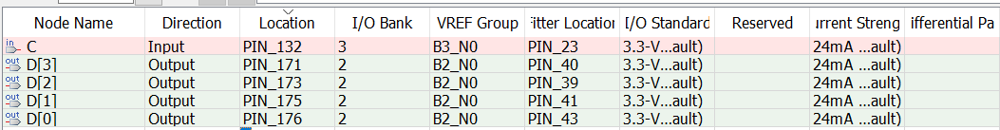 Node Name Direction Location I/O Bank VREF Group itter Location I/O Standard Reserved urrent Streng ifferential Pa
in C Input PIN_132 3 B3_N0 PIN_23 3.3-V...ault) 24mA ...ault)
out D[3] Output PIN_171 2 B2_N0 PIN_40 3.3-V...ault) 24mA ...ault)
out D[2] Output PIN_173 2 B2_N0 PIN_39 3.3-V...ault) 24mA ...ault)
out D[1] Output PIN_175 2 B2_N0 PIN_41 3.3-V...ault) 24mA ...ault)
out D[0] Output PIN_176 2 B2_N0 PIN_43 3.3-V...ault) 24mA ...ault)